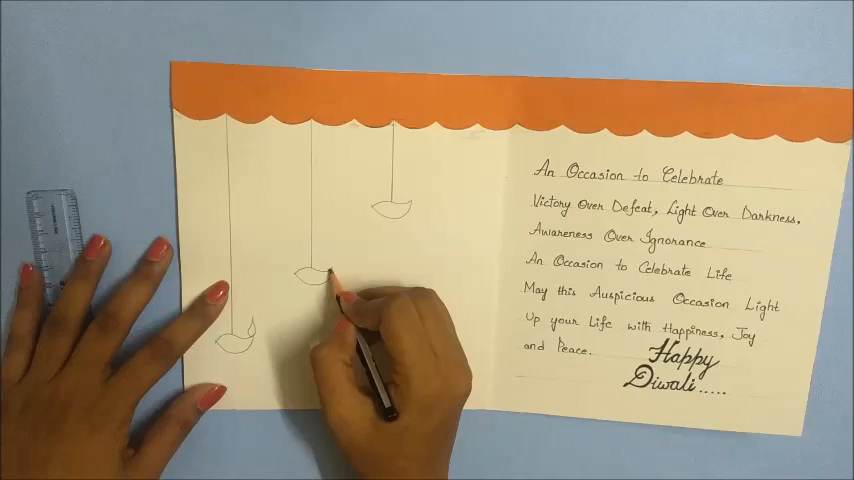 An Occasion to Celebrate
Victory Over Defeat, Light Over Darkness,
Awareness Over Ignorance
An Occasion to Celebrate Life
May this Auspicious Occasion Light
Up your Life with Happiness, Joy
and Peace.
Happy
Diwali.....